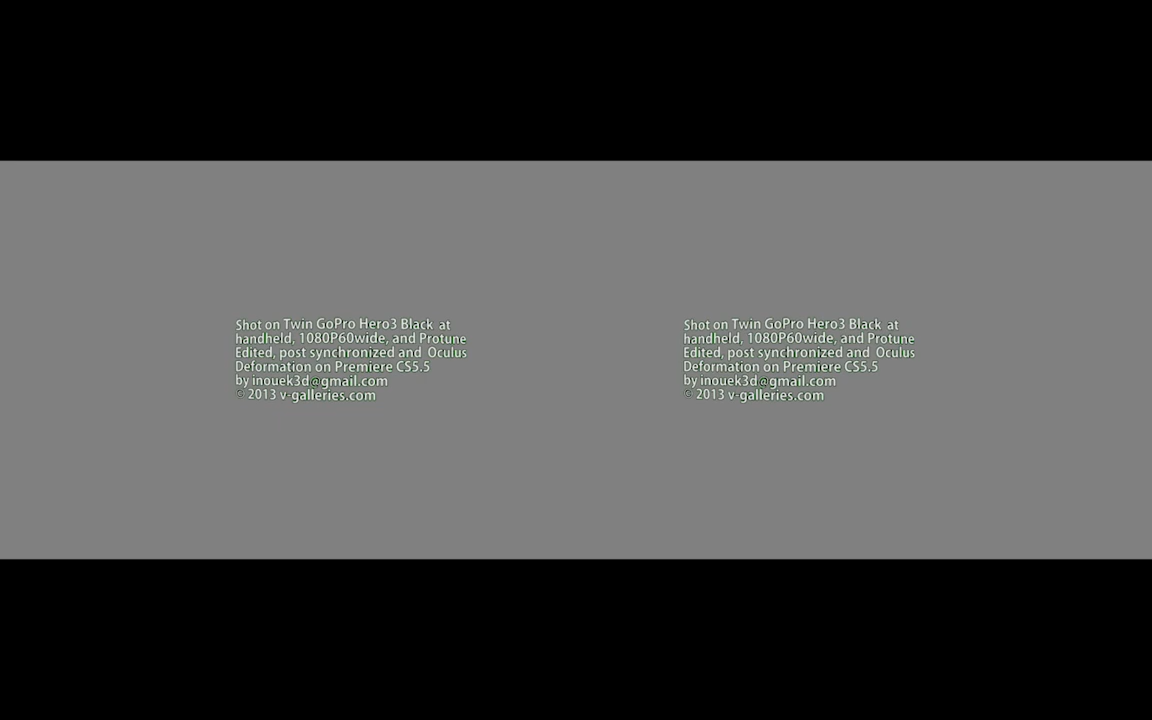 Shot on Twin GoPro Hero3 Black at
handheld, 1080P60wide, and Protune
Edited, post synchronized and Oculus
Deformation on Premiere CS5.5
by inouek3d@gmail.com
© 2013 v-galleries.com
Shot on Twin GoPro Hero3 Black at
handheld, 1080P60wide, and Protune
Edited, post synchronized and Oculus
Deformation on Premiere CS5.5
by inouek3d@gmail.com
© 2013 v-galleries.com